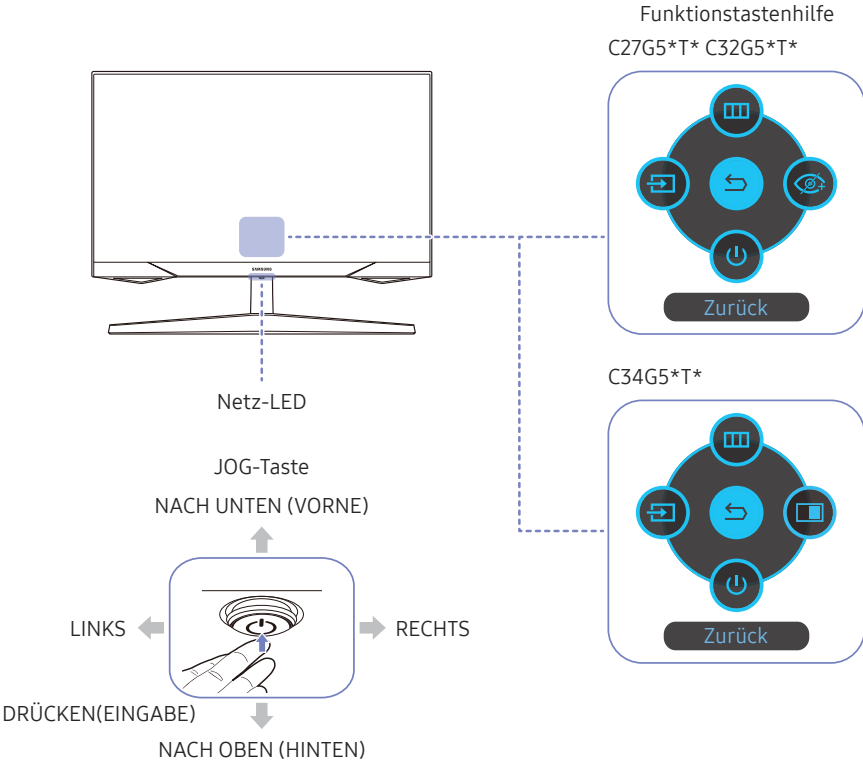 Funktionstastenhilfe
C27G5*T* C32G5*T*
SAMSUNG
Zurück
Netz-LED
C34G5*T*
JOG-Taste
NACH UNTEN (VORNE)
LINKS
RECHTS
DRÜCKEN(EINGABE)
NACH OBEN (HINTEN)
Zurück